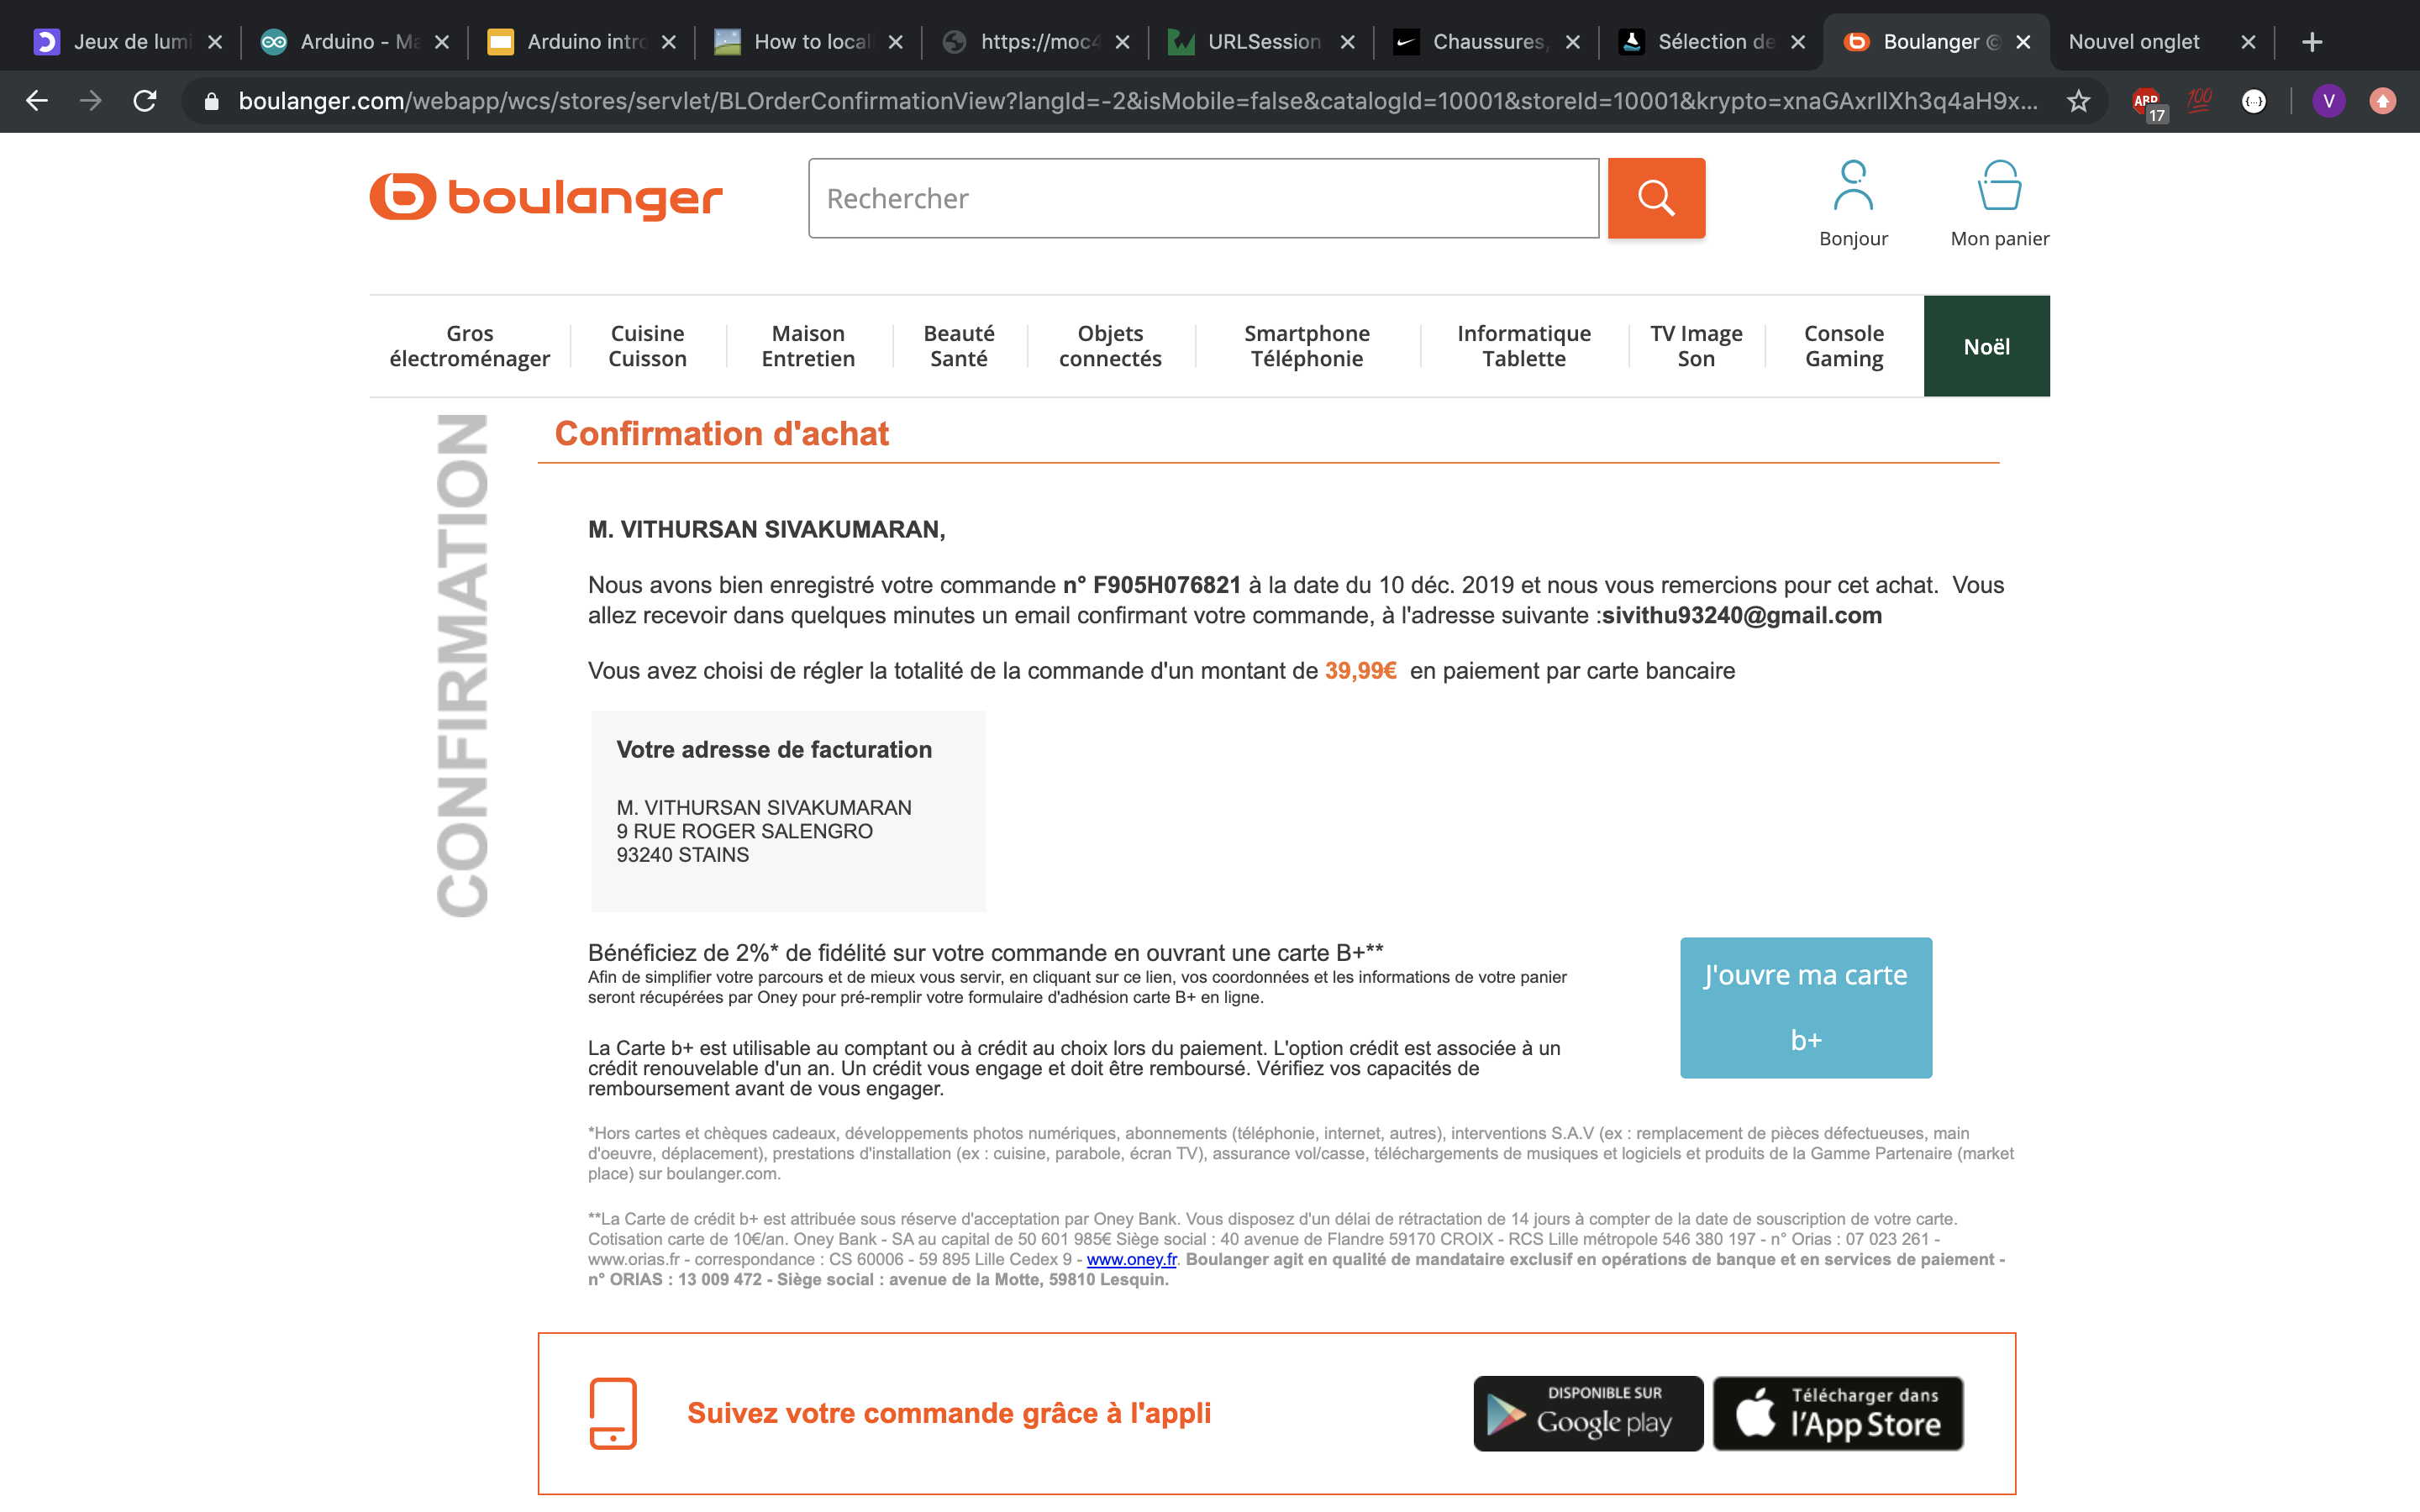 Jeux de lumi
Arduino - Ma
Arduino intro
How to locali
https://moc4
URLSession
Chaussures,
Sélection de
Boulanger ©
Nouvel onglet
boulanger.com/webapp/wcs/stores/servlet/BLOrderConfirmationView?langId=-2&isMobile=false&catalogId=10001&storeId=10001&krypto=xnaGAxrIlXh3q4aH9x...
ABP
17
100
{...}
V
boulanger
Rechercher
Bonjour
Mon panier
Gros
électroménager
Cuisine
Cuisson
Maison
Entretien
Beauté
Santé
Objets
connectés
Smartphone
Téléphonie
Informatique
Tablette
TV Image
Son
Console
Gaming
Noël
CONFIRMATION
Confirmation d'achat
M. VITHURSAN SIVAKUMARAN,
Nous avons bien enregistré votre commande n° F905H076821 à la date du 10 déc. 2019 et nous vous remercions pour cet achat. Vous
allez recevoir dans quelques minutes un email confirmant votre commande, à l'adresse suivante :sivithu93240@gmail.com
Vous avez choisi de régler la totalité de la commande d'un montant de 39,99€ en paiement par carte bancaire
Votre adresse de facturation
M. VITHURSAN SIVAKUMARAN
9 RUE ROGER SALENGRO
93240 STAINS
Bénéficiez de 2%* de fidélité sur votre commande en ouvrant une carte B+**
Afin de simplifier votre parcours et de mieux vous servir, en cliquant sur ce lien, vos coordonnées et les informations de votre panier
seront récupérées par Oney pour pré-remplir votre formulaire d'adhésion carte B+ en ligne.
J'ouvre ma carte
b+
La Carte b+ est utilisable au comptant ou à crédit au choix lors du paiement. L'option crédit est associée à un
crédit renouvelable d'un an. Un crédit vous engage et doit être remboursé. Vérifiez vos capacités de
remboursement avant de vous engager.
*Hors cartes et chèques cadeaux, développements photos numériques, abonnements (téléphonie, internet, autres), interventions S.A.V (ex : remplacement de pièces défectueuses, main
d'oeuvre, déplacement), prestations d'installation (ex : cuisine, parabole, écran TV), assurance vol/casse, téléchargements de musiques et logiciels et produits de la Gamme Partenaire (market
place) sur boulanger.com.
**La Carte de crédit b+ est attribuée sous réserve d'acceptation par Oney Bank. Vous disposez d'un délai de rétractation de 14 jours à compter de la date de souscription de votre carte.
Cotisation carte de 10€/an. Oney Bank - SA au capital de 50 601 985€ Siège social : 40 avenue de Flandre 59170 CROIX - RCS Lille métropole 546 380 197 - n° Orias : 07 023 261 -
www.orias.fr - correspondance : CS 60006 - 59 895 Lille Cedex 9 - www.oney.fr. Boulanger agit en qualité de mandataire exclusif en opérations de banque et en services de paiement -
n° ORIAS : 13 009 472 - Siège social : avenue de la Motte, 59810 Lesquin.
Suivez votre commande grâce à l'appli
DISPONIBLE SUR
Google play
Télécharger dans
l'App Store